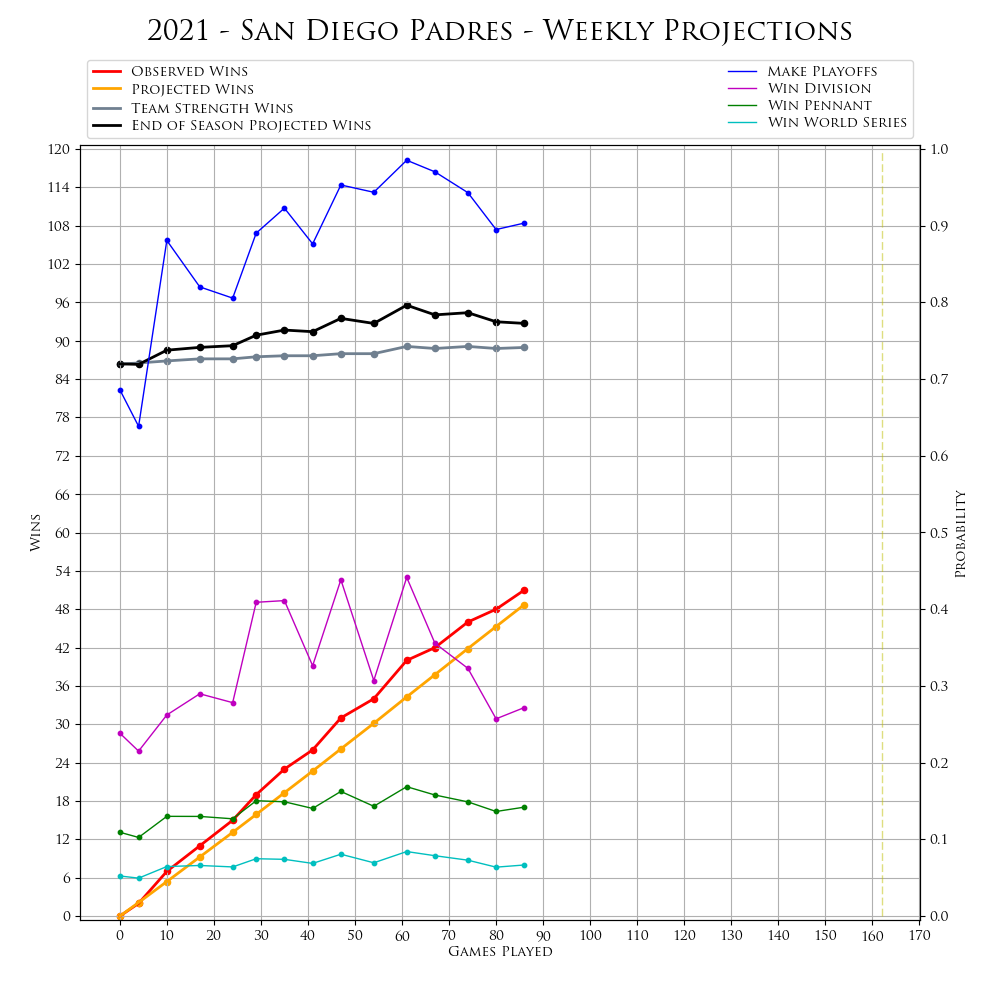 2021 - San Diego Padres - Weekly Projections
Observed Wins
Projected Wins
Team Strength Wins
End of Season Projected Wins
Make Playoffs
Win Division
Win Pennant
Win World Series
120
114
108
102
96
90
84
78
72
66
60
54
48
42
36
30
24
18
12
6
0
Wins
1.0
0.9
0.8
0.7
0.6
0.5
0.4
0.3
0.2
0.1
0.0
Probability
0 10 20 30 40 50 60 70 80 90 100 110 120 130 140 150 160 170
Games Played